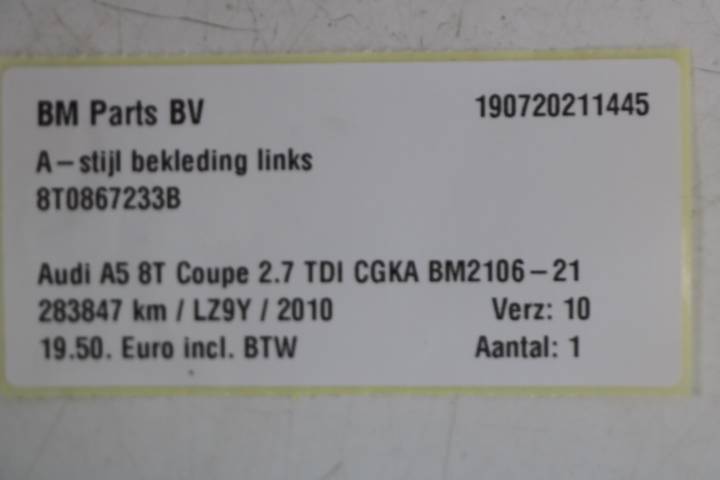 BM Parts BV 190720211445
A-stijl bekleding links
8T0867233B
Audi A5 8T Coupe 2.7 TDI CGKA BM2106-21
283847 km / LZ9Y / 2010 Verz: 10
19.50. Euro incl. BTW Aantal: 1